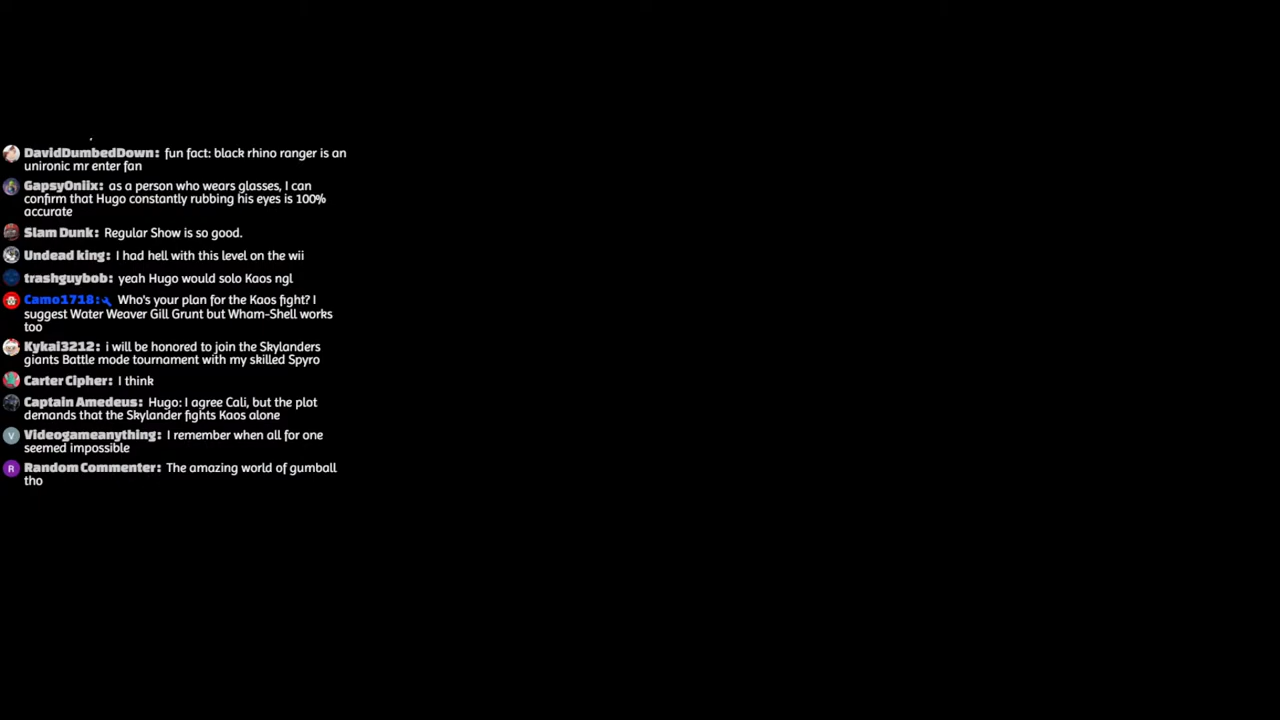 DavidDumbedDown: fun fact: black rhino ranger is an
unironic mr enter fan
GapsyOniix: as a person who wears glasses, I can
confirm that Hugo constantly rubbing his eyes is 100%
accurate
Slam Dunk: Regular Show is so good.
Undead king: I had hell with this level on the wii
trashguybob: yeah Hugo would solo Kaos ngl
Camo1718: Who's your plan for the Kaos fight? I
suggest Water Weaver Gill Grunt but Wham-Shell works
too
Kykai3212: i will be honored to join the Skylanders
giants Battle mode tournament with my skilled Spyro
Carter Cipher: I think
Captain Amedeus: Hugo: I agree Cali, but the plot
demands that the Skylander fights Kaos alone
V Videogameanything: I remember when all for one
seemed impossible
R Random Commenter: The amazing world of gumball
tho